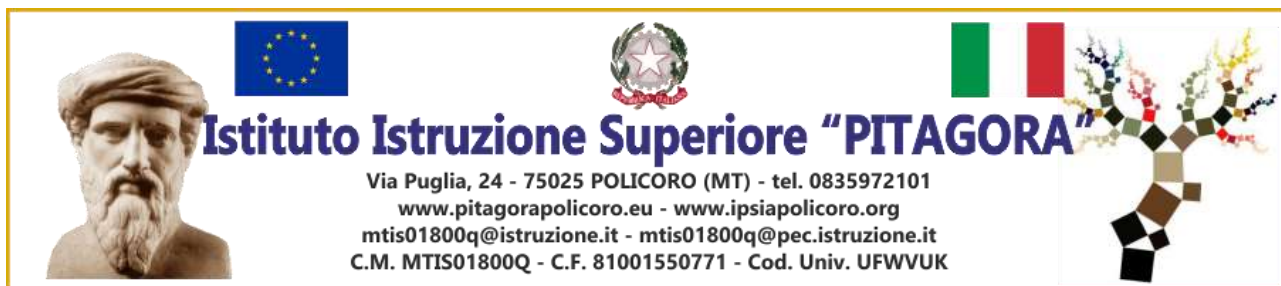 Istituto Istruzione Superiore “PITAGORA”
Via Puglia, 24 - 75025 POLICORO (MT) - tel. 0835972101
www.pitagorapolicoro.eu - www.ipsiapolicoro.org
mtis01800q@istruzione.it - mtis01800q@pec.istruzione.it
C.M. MTIS01800Q - C.F. 81001550771 - Cod. Univ. UFWVUK